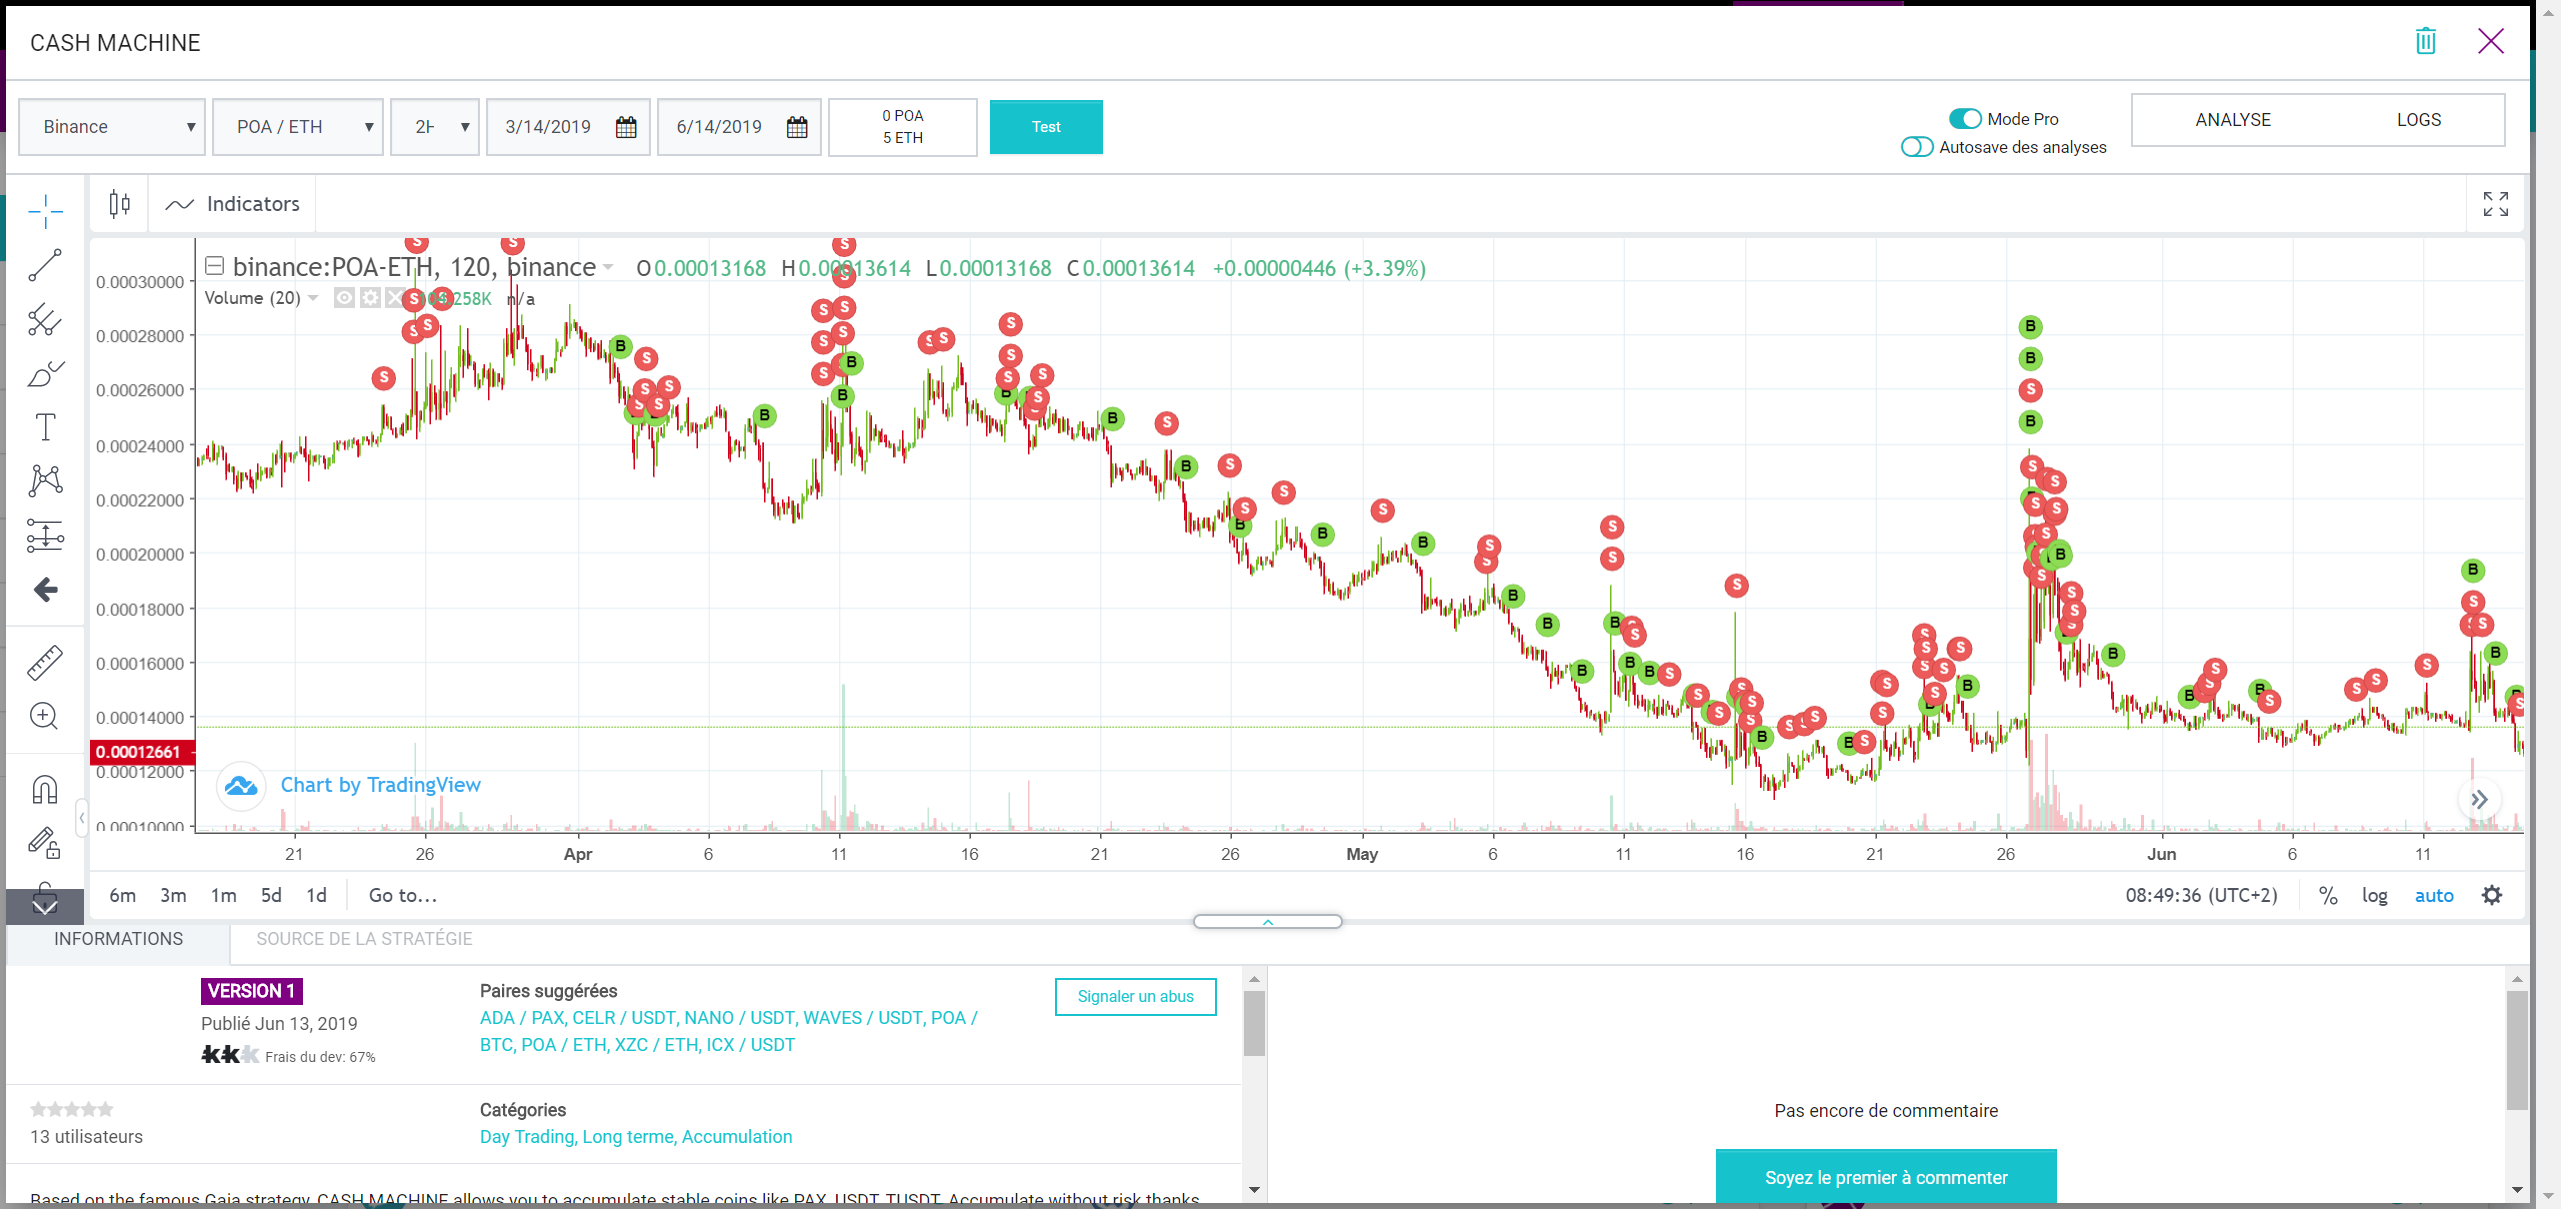 CASH MACHINE
Binance
POA / ETH
3/14/2019
6/14/2019
0 POA
5 ETH
Test
Mode Pro
Autosave des analyses
ANALYSE
LOGS
Indicators
binance:POA-ETH, 120, binance O0.00013168 H0.00013614 L0.00013168 C0.00013614 +0.00000446 (+3.39%)
Volume (20) 258K n/a
0.00030000
0.00028000
0.00026000
0.00024000
0.00022000
0.00020000
0.00018000
0.00016000
0.00014000
0.00012661
0.00012000
0.00010000
Chart by TradingView
21 26 Apr 6 11 16 21 26 May 6 11 16 21 26 Jun 6 11
6m 3m 1m 5d 1d Go to...
08:49:36 (UTC+2) % log auto
INFORMATIONS
SOURCE DE LA STRATÉGIE
VERSION 1
Publié Jun 13, 2019
Frais du dev: 67%
Paires suggérées
ADA / PAX, CELR / USDT, NANO / USDT, WAVES / USDT, POA /
BTC, POA / ETH, XZC / ETH, ICX / USDT
Signaler un abus
13 utilisateurs
Catégories
Day Trading, Long terme, Accumulation
Based on the famous Gaia strategy, CASH MACHINE allows you to accumulate stable coins like PAX, USDT, TUSDT. Accumulate without risk thanks
Pas encore de commentaire
Soyez le premier à commenter